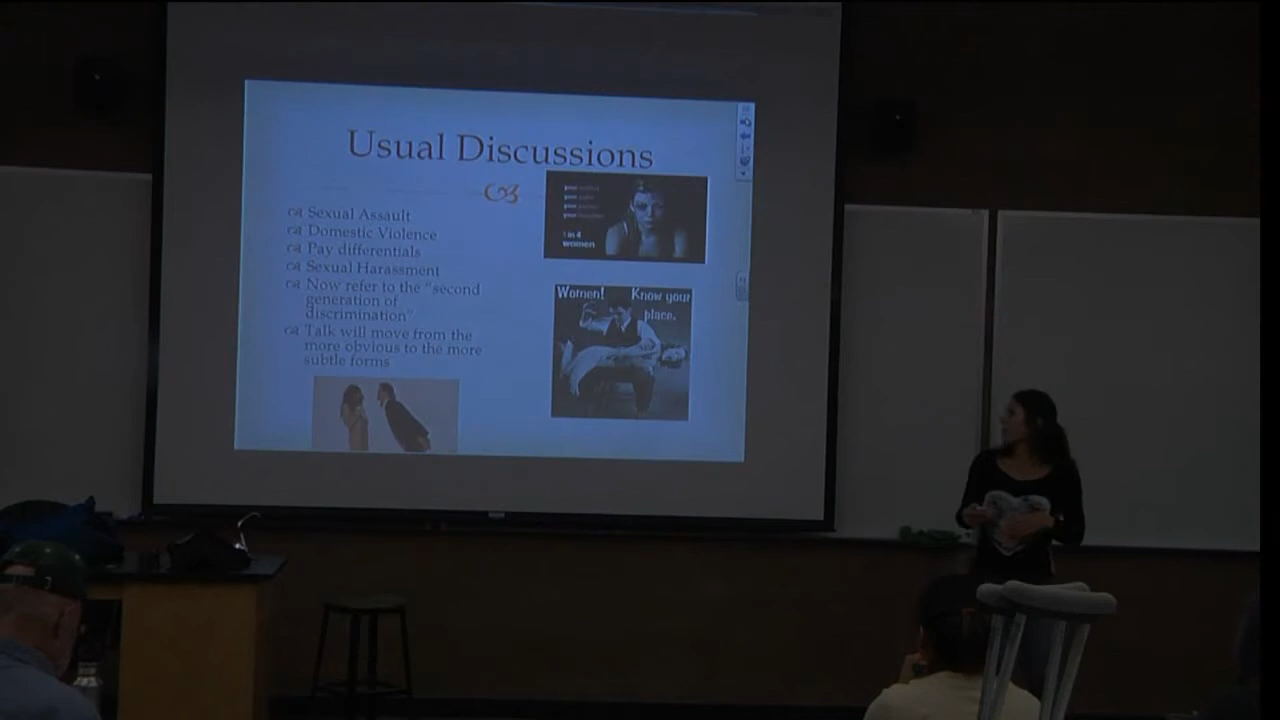 Usual Discussions
Sexual Assault
Domestic Violence
Pay differentials
Sexual Harassment
Now refer to the "second
generation of
discrimination"
Talk will move from the
more obvious to the more
subtle forms
1 in 4
women
Women! Know your
place.